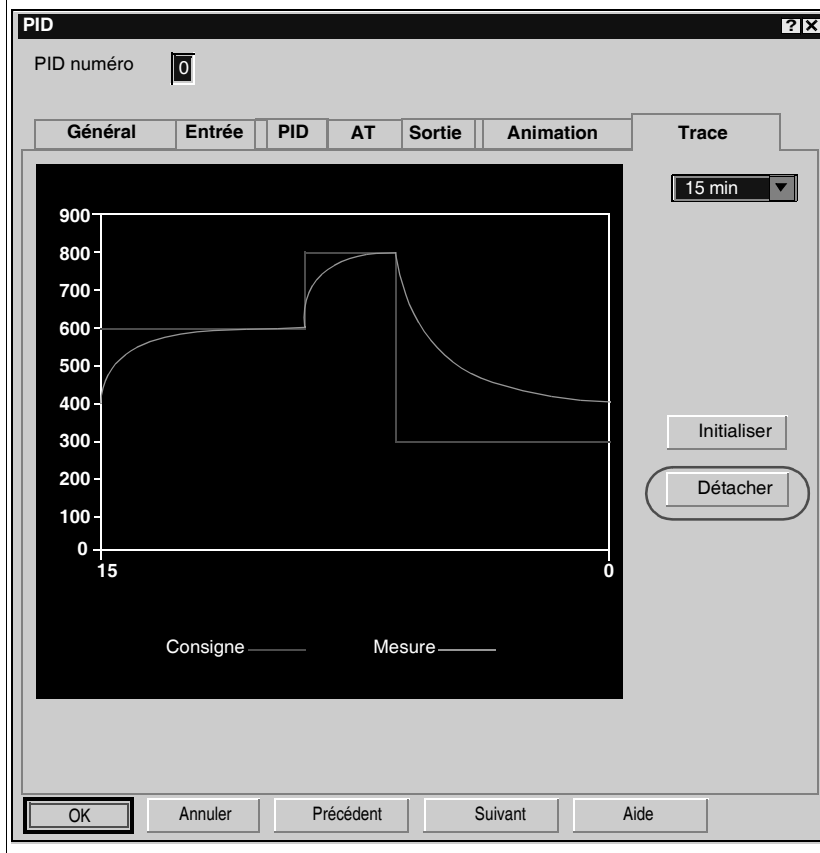 PID
PID numéro 0
Général Entrée PID AT Sortie Animation Trace
15 min
900
800
700
600
500
400
300
200
100
0
15 0
Initialiser
Détacher
Consigne Mesure
OK Annuler Précédent Suivant Aide